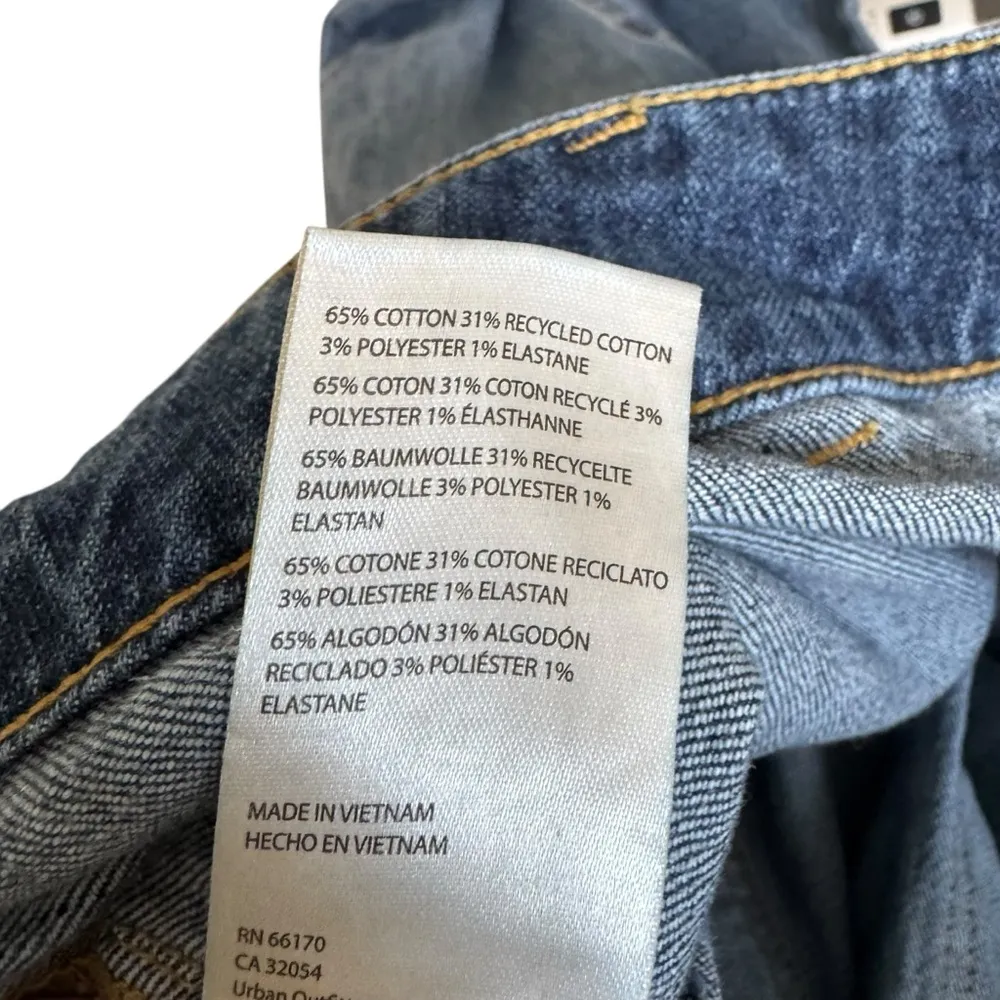 65% COTTON 31% RECYCLED COTTON
3% POLYESTER 1% ELASTANE
65% COTON 31% COTON RECYCLÉ 3%
POLYESTER 1% ÉLASTHANNE
65% BAUMWOLLE 31% RECYCELTE
BAUMWOLLE 3% POLYESTER 1%
ELASTAN
65% COTONE 31% COTONE RECICLATO
3% POLIESTERE 1% ELASTAN
65% ALGODÓN 31% ALGODÓN
RECICLADO 3% POLIÉSTER 1%
ELASTANE
MADE IN VIETNAM
HECHO EN VIETNAM
RN 66170
CA 32054
Urban